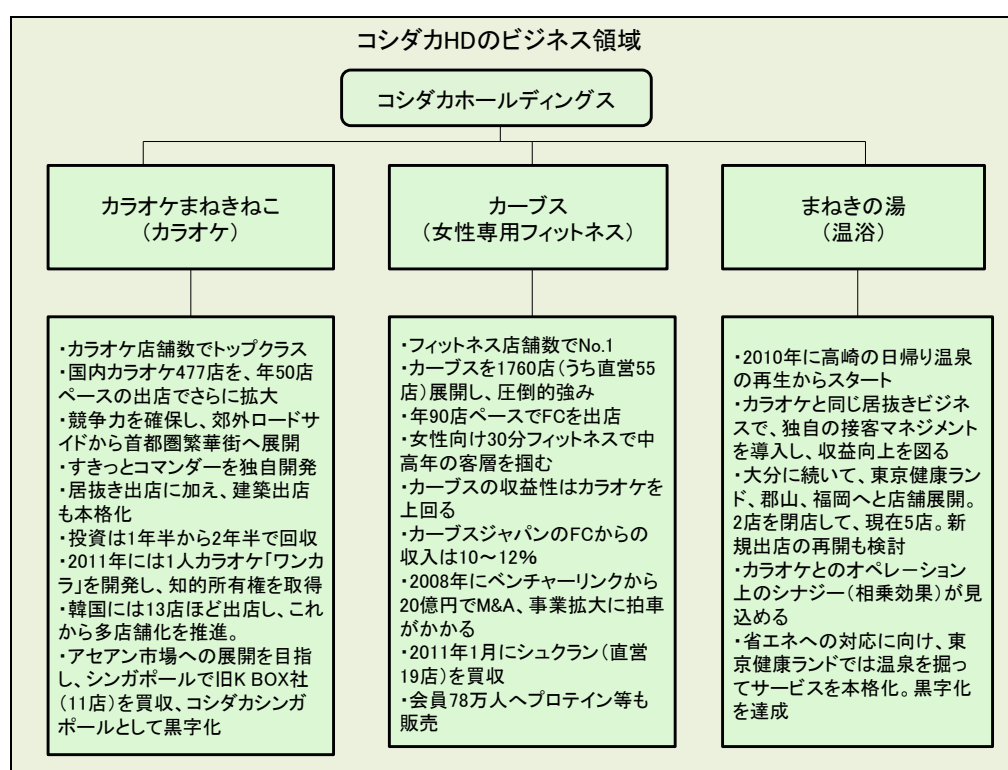 コシダカHDのビジネス領域
コシダカホールディングス
カラオケまねきねこ
（カラオケ）
カーブス
（女性専用フィットネス）
まねきの湯
（温浴）
・カラオケ店舗数でトップクラス
・国内カラオケ477店を、年50店
ペースの出店でさらに拡大
・競争力を確保し、郊外ロードサ
イドから首都圏繁華街へ展開
・すきっとコマンダーを独自開発
・居抜き出店に加え、建築出店
も本格化
・投資は1年半から2年半で回収
・2011年には1人カラオケ「ワンカ
ラ」を開発し、知的所有権を取得
・韓国には13店ほど出店し、これ
から多店舗化を推進。
・アセアン市場への展開を目指
し、シンガポールで旧K BOX社
（11店）を買収、コシダカシンガ
ポールとして黒字化
・フィットネス店舗数でNo.1
・カーブスを1760店（うち直営55
店）展開し、圧倒的強み
・年90店ペースでFCを出店
・女性向け30分フィットネスで中
高年の客層を掴む
・カーブスの収益性はカラオケを
上回る
・カーブスジャパンのFCからの
収入は10～12%
・2008年にベンチャーリンクから
20億円でM&A、事業拡大に拍車
がかかる
・2011年1月にシュクラン（直営
19店）を買収
・会員78万人へプロテイン等も
販売
・2010年に高崎の日帰り温泉
の再生からスタート
・カラオケと同じ居抜きビジネ
スで、独自の接客マネジメント
を導入し、収益向上を図る
・大分に続いて、東京健康ラン
ド、郡山、福岡へと店舗展開。
2店を閉店して、現在5店。新
規出店の再開も検討
・カラオケとのオペレーション
上のシナジー（相乗効果）が見
込める
・省エネへの対応に向け、東
京健康ランドでは温泉を掘っ
てサービスを本格化。黒字化
を達成